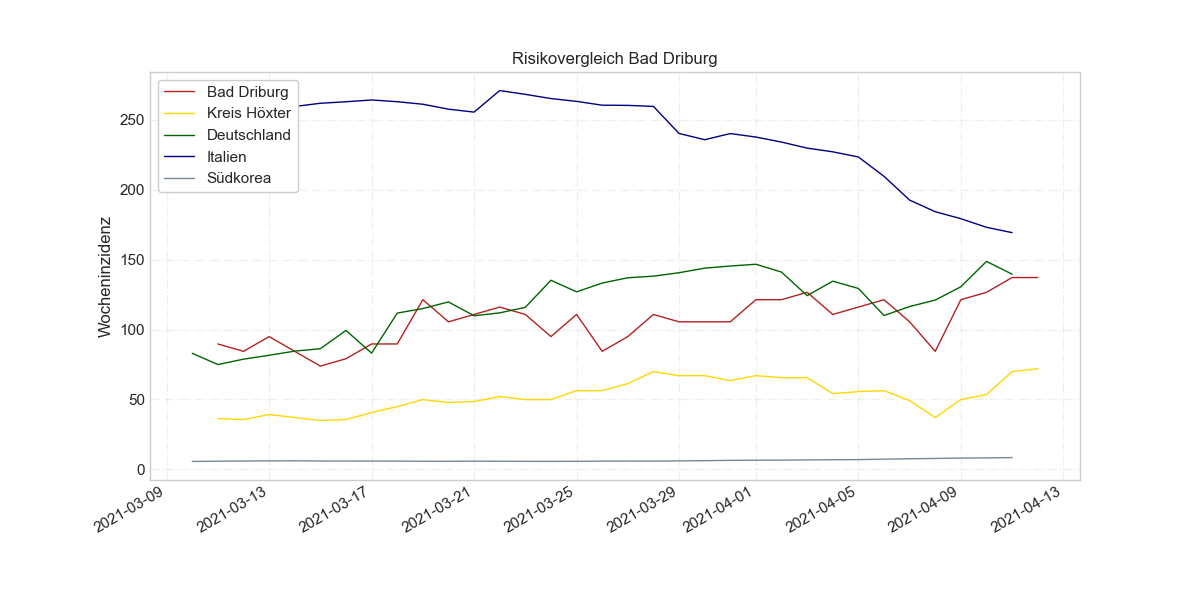 Risikovergleich Bad Driburg
Bad Driburg
Kreis Höxter
Deutschland
Italien
Südkorea
Wocheninzidenz
250
200
150
100
50
0
2021-03-09
2021-03-13
2021-03-17
2021-03-21
2021-03-25
2021-03-29
2021-04-01
2021-04-05
2021-04-09
2021-04-13